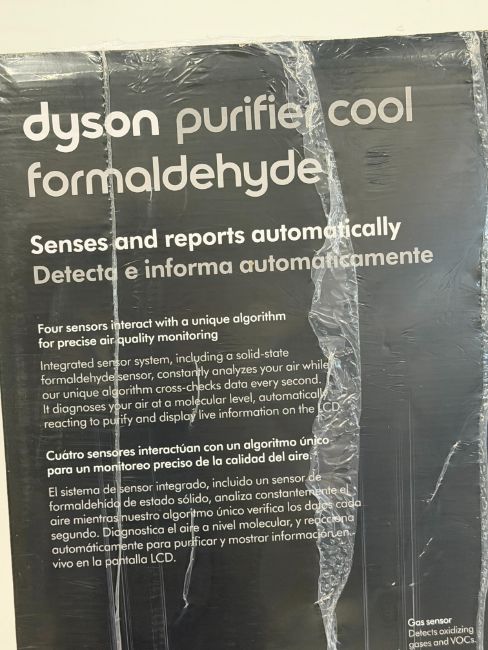 dyson purifier cool
formaldehyde
Senses and reports automatically
Detecta e informa automáticamente
Four sensors interact with a unique algorithm
for precise air quality monitoring
Integrated sensor system, including a solid-state
formaldehyde sensor, constantly analyzes your air while
our unique algorithm cross-checks data every second.
It diagnoses your air at a molecular level, automatically
reacting to purify and display live information on the LCD.
Cuátro sensores interactúan con un algoritmo único
para un monitoreo preciso de la calidad del aire.
El sistema de sensor integrado, incluido un sensor de
formaldehído de estado sólido, analiza constantemente el
aire mientras nuestro algoritmo único verifica los datos cada
segundo. Diagnostica el aire a nivel molecular, y reacciona
automáticamente para purificar y mostrar información en
vivo en la pantalla LCD.
Gas sensor
Detects oxidizing
gases and VOCs.